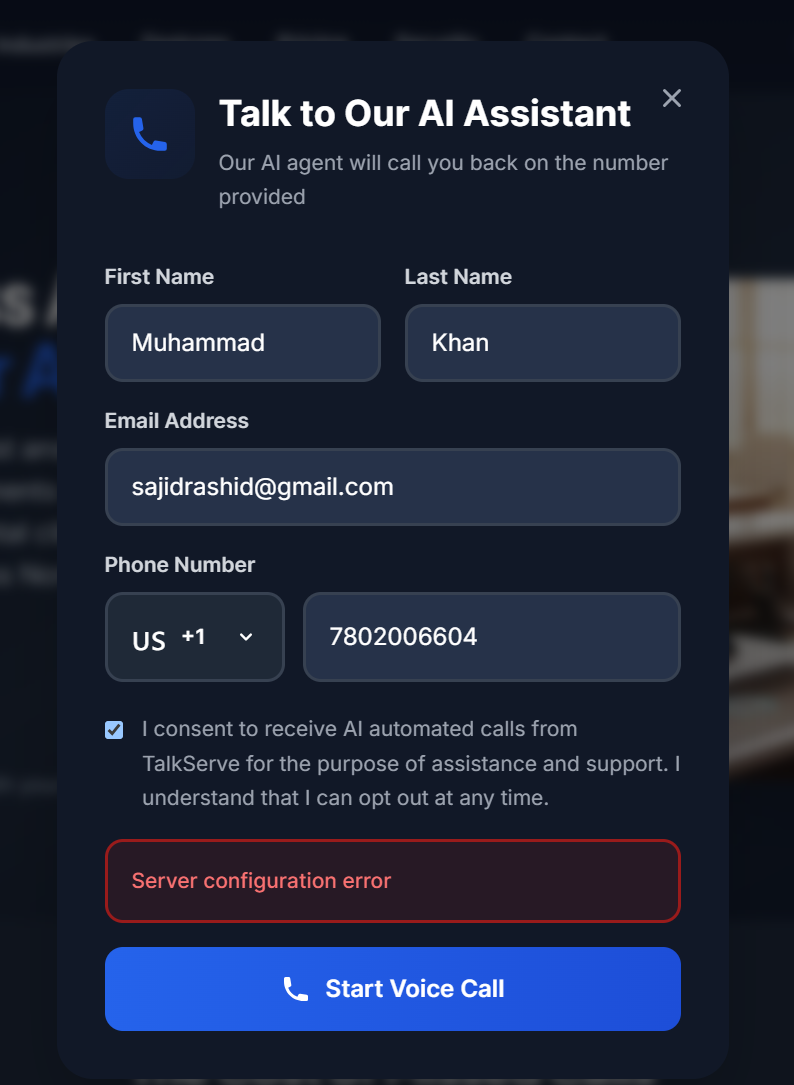 Talk to Our AI Assistant
Our AI agent will call you back on the number
provided
First Name
Last Name
Muhammad
Khan
Email Address
sajidrashid@gmail.com
Phone Number
US +1
7802006604
I consent to receive AI automated calls from
TalkServe for the purpose of assistance and support. I
understand that I can opt out at any time.
Server configuration error
Start Voice Call